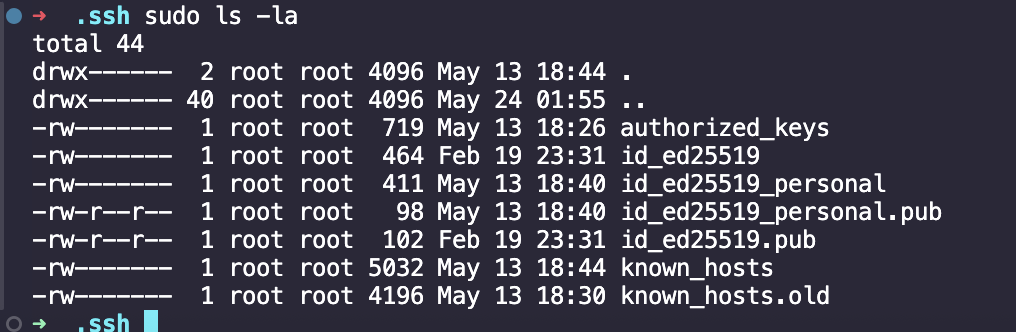 ➜ .ssh sudo ls -la
total 44
drwx------ 2 root root 4096 May 13 18:44 .
drwx------ 40 root root 4096 May 24 01:55 ..
-rw------- 1 root root 719 May 13 18:26 authorized_keys
-rw------- 1 root root 464 Feb 19 23:31 id_ed25519
-rw------- 1 root root 411 May 13 18:40 id_ed25519_personal
-rw-r--r-- 1 root root 98 May 13 18:40 id_ed25519_personal.pub
-rw-r--r-- 1 root root 102 Feb 19 23:31 id_ed25519.pub
-rw------- 1 root root 5032 May 13 18:44 known_hosts
-rw------- 1 root root 4196 May 13 18:30 known_hosts.old
➜ .ssh